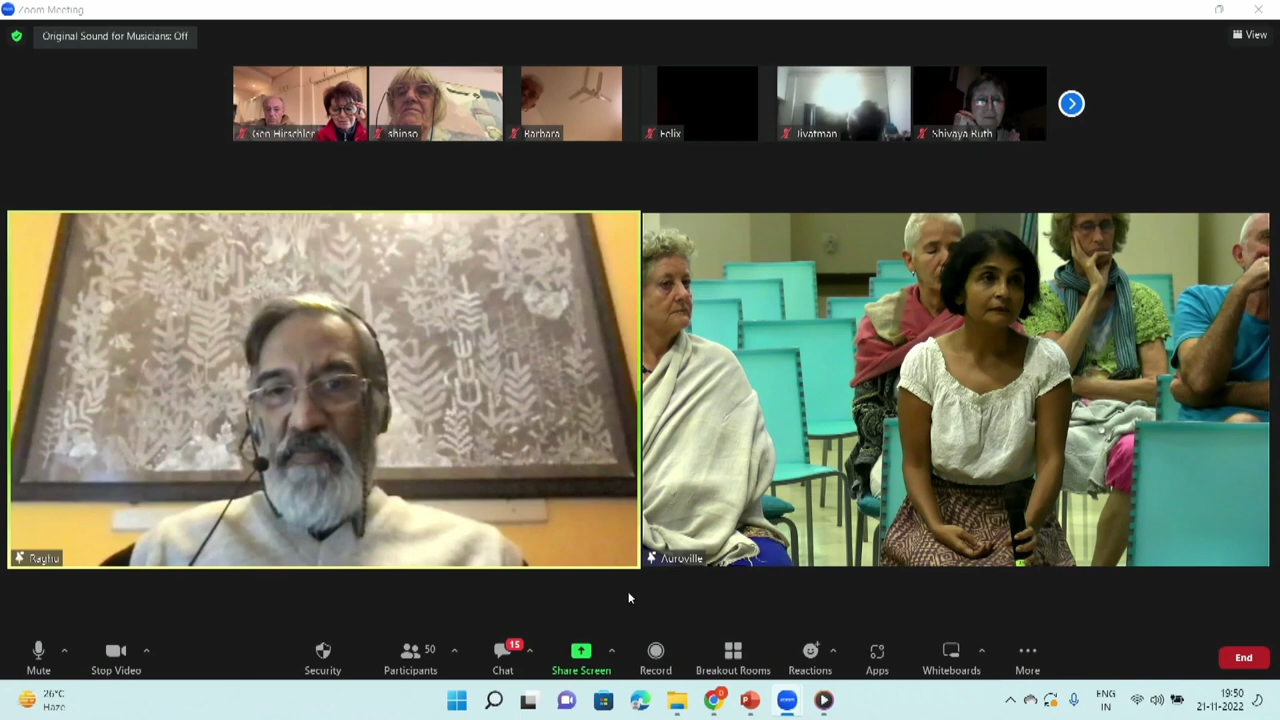 Zoom Meeting
Original Sound for Musicians: Off
View
Gen Hirschler
shinso
Barbara
Felix
Jivatman
Shivaya Ruth
Raghu
Auroville
Mute
Stop Video
Security
50
Participants
15
Chat
Share Screen
Record
Breakout Rooms
Reactions
Apps
Whiteboards
More
End
26°C
Haze
ENG
IN
19:50
21-11-2022